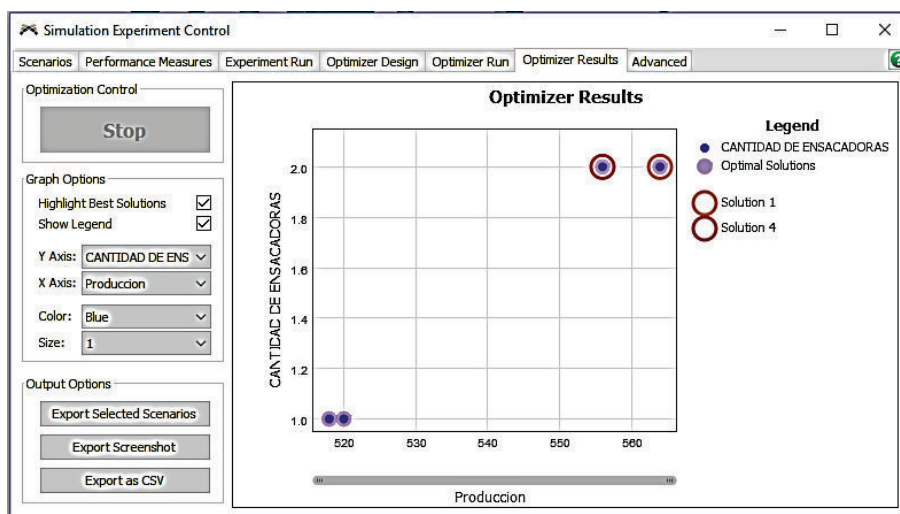 Simulation Experiment Control
Scenarios Performance Measures Experiment Run Optimizer Design Optimizer Run Optimizer Results Advanced
Optimization Control
Stop
Graph Options
Highlight Best Solutions
Show Legend
Y Axis: CANTIDAD DE ENS
X Axis: Produccion
Color: Blue
Size: 1
Output Options
Export Selected Scenarios
Export Screenshot
Export as CSV
Optimizer Results
CANTIDAD DE ENSACADORAS
2.0
1.8
1.6
1.4
1.2
1.0
520 530 540 550 560
Produccion
Legend
CANTIDAD DE ENSACADORAS
Optimal Solutions
Solution 1
Solution 4